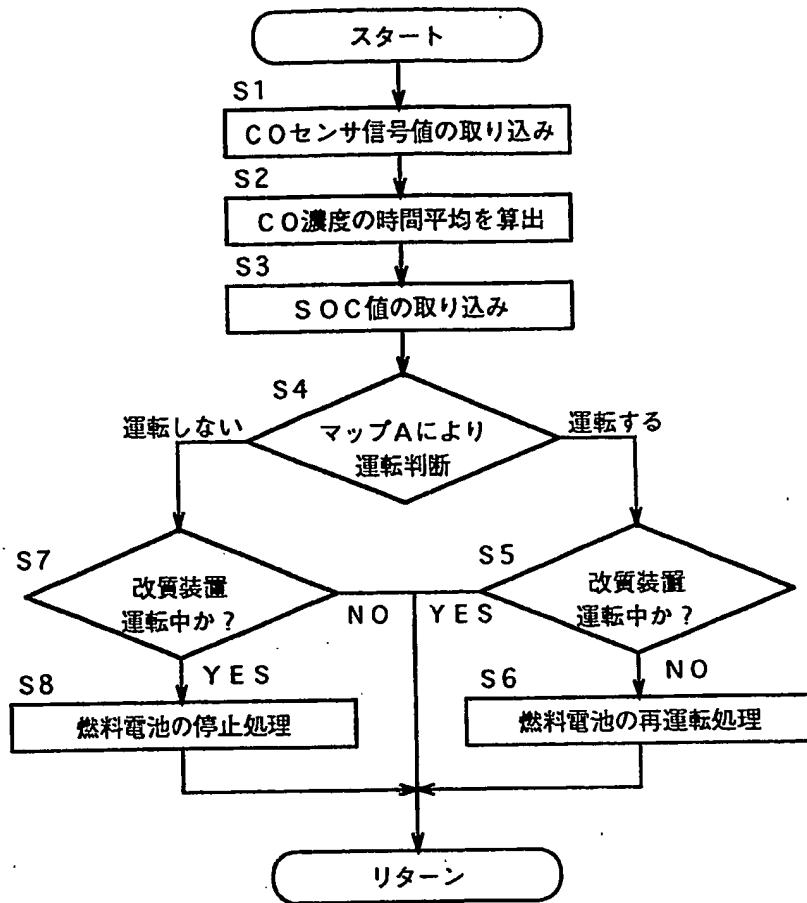 スタート
S1
COセンサ信号値の取り込み
S2
CO濃度の時間平均を算出
S3
SOC値の取り込み
S4
マップAにより
運転判断
運転しない
運転する
S7
改質装置
運転中か?
NO
YES
S5
改質装置
運転中か?
YES
NO
S8
燃料電池の停止処理
S6
燃料電池の再運転処理
リターン